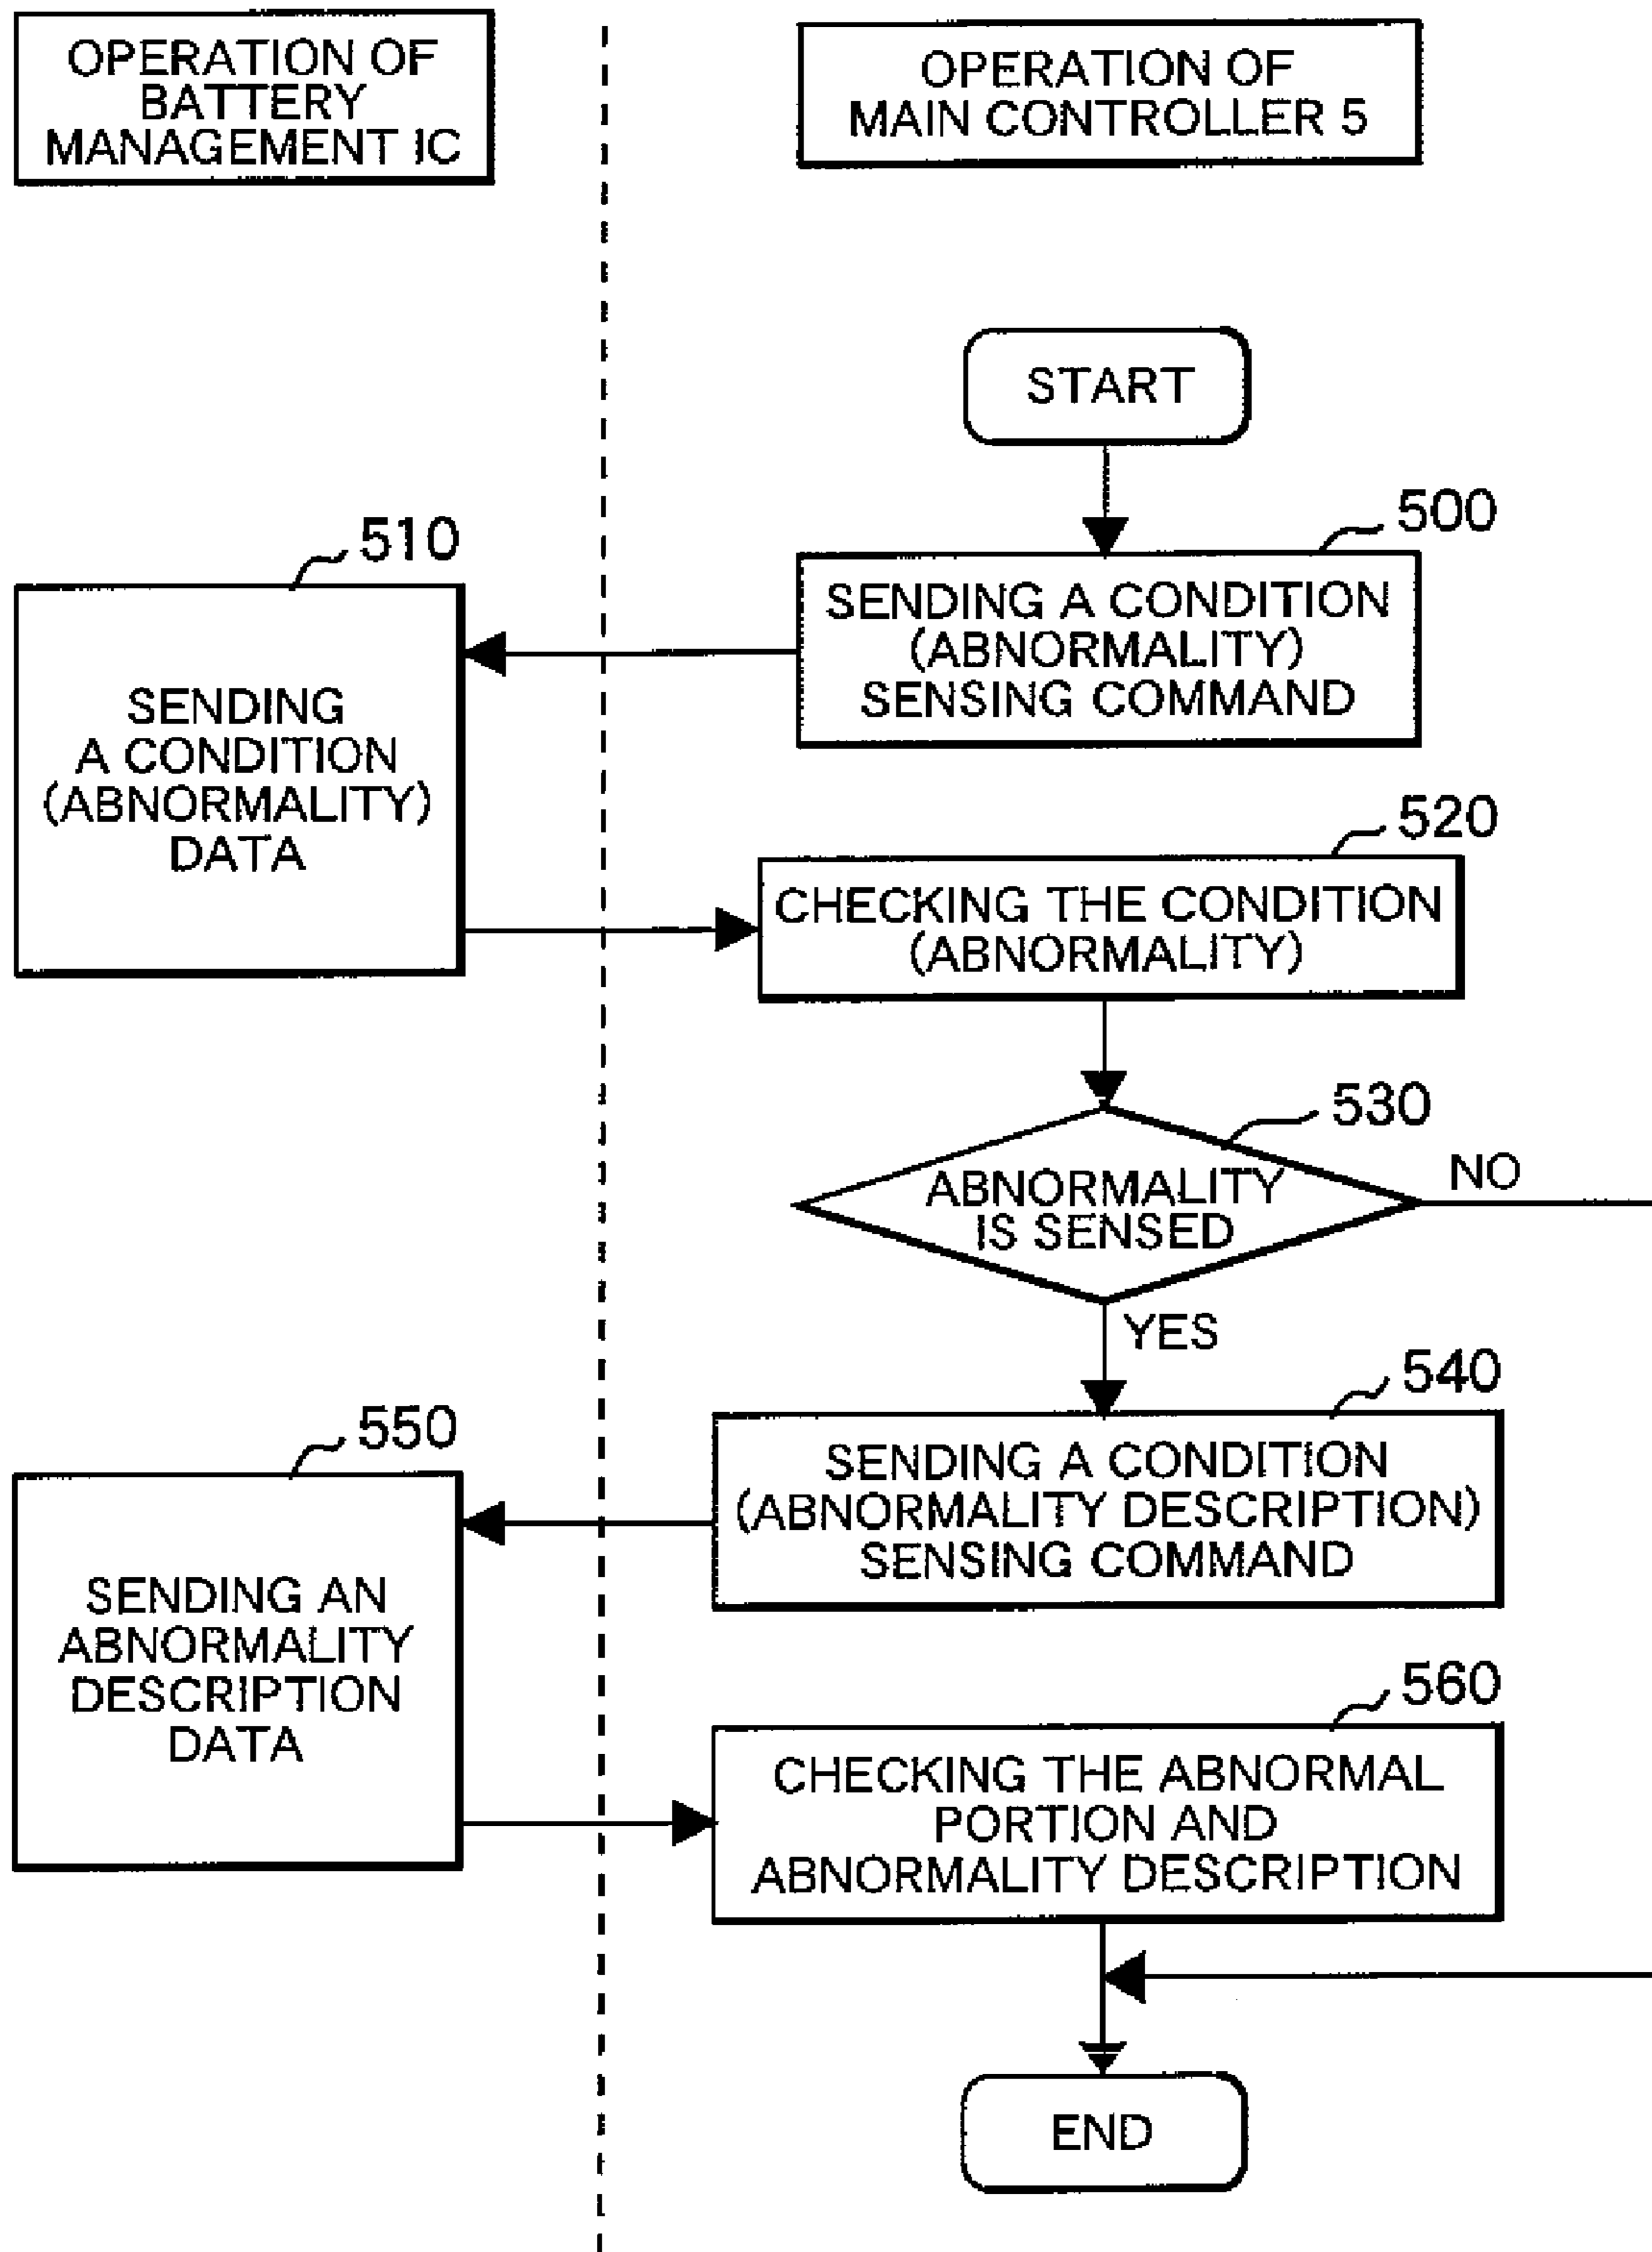 OPERATION OF
BATTERY
MANAGEMENT IC
OPERATION OF
MAIN CONTROLLER 5
START
500
SENDING A CONDITION
(ABNORMALITY)
SENSING COMMAND
510
SENDING
A CONDITION
(ABNORMALITY)
DATA
520
CHECKING THE CONDITION
(ABNORMALITY)
530
ABNORMALITY
IS SENSED
NO
YES
540
SENDING A CONDITION
(ABNORMALITY DESCRIPTION)
SENSING COMMAND
550
SENDING AN
ABNORMALITY
DESCRIPTION
DATA
560
CHECKING THE ABNORMAL
PORTION AND
ABNORMALITY DESCRIPTION
END